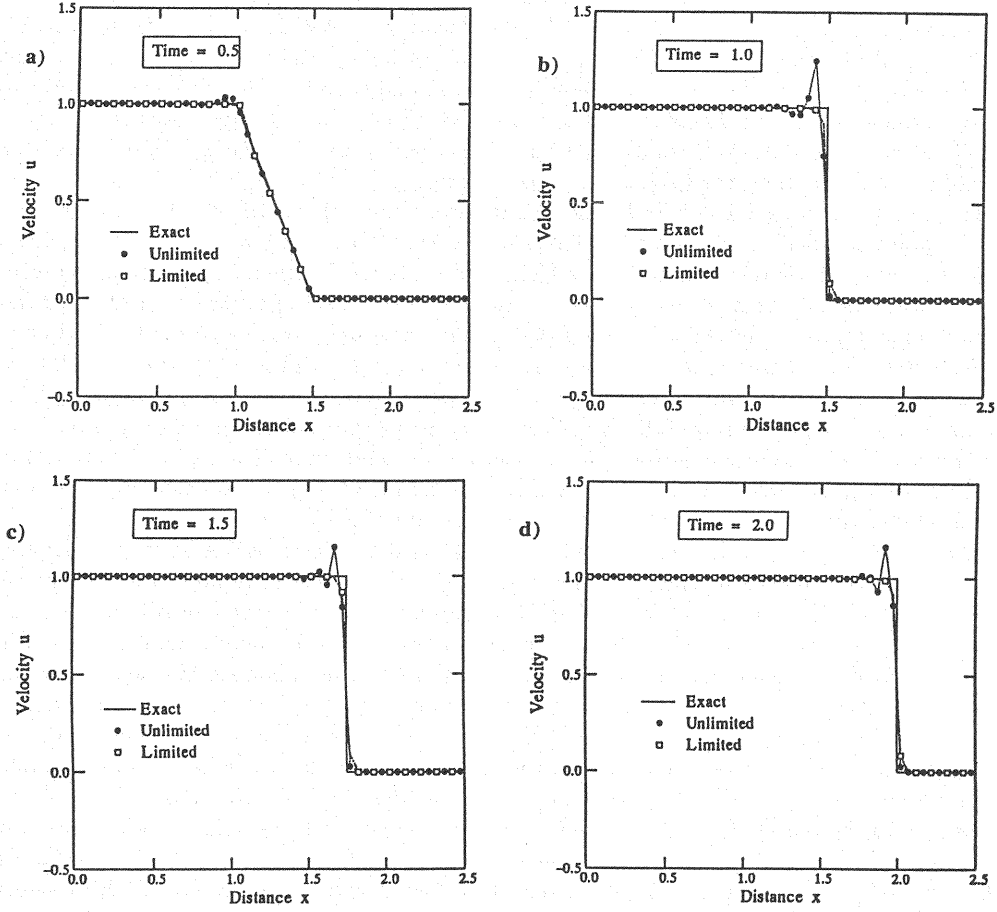 a)
Time = 0.5
1.5
1.0
0.5
0.0
−0.5
Velocity u
Exact
Unlimited
Limited
0.0 0.5 1.0 1.5 2.0 2.5
Distance x
b)
Time = 1.0
1.5
1.0
0.5
0.0
−0.5
Velocity u
Exact
Unlimited
Limited
0.0 0.5 1.0 1.5 2.0 2.5
Distance x
c)
Time = 1.5
1.5
1.0
0.5
0.0
−0.5
Velocity u
Exact
Unlimited
Limited
0.0 0.5 1.0 1.5 2.0 2.5
Distance x
d)
Time = 2.0
1.5
1.0
0.5
0.0
−0.5
Velocity u
Exact
Unlimited
Limited
0.0 0.5 1.0 1.5 2.0 2.5
Distance x